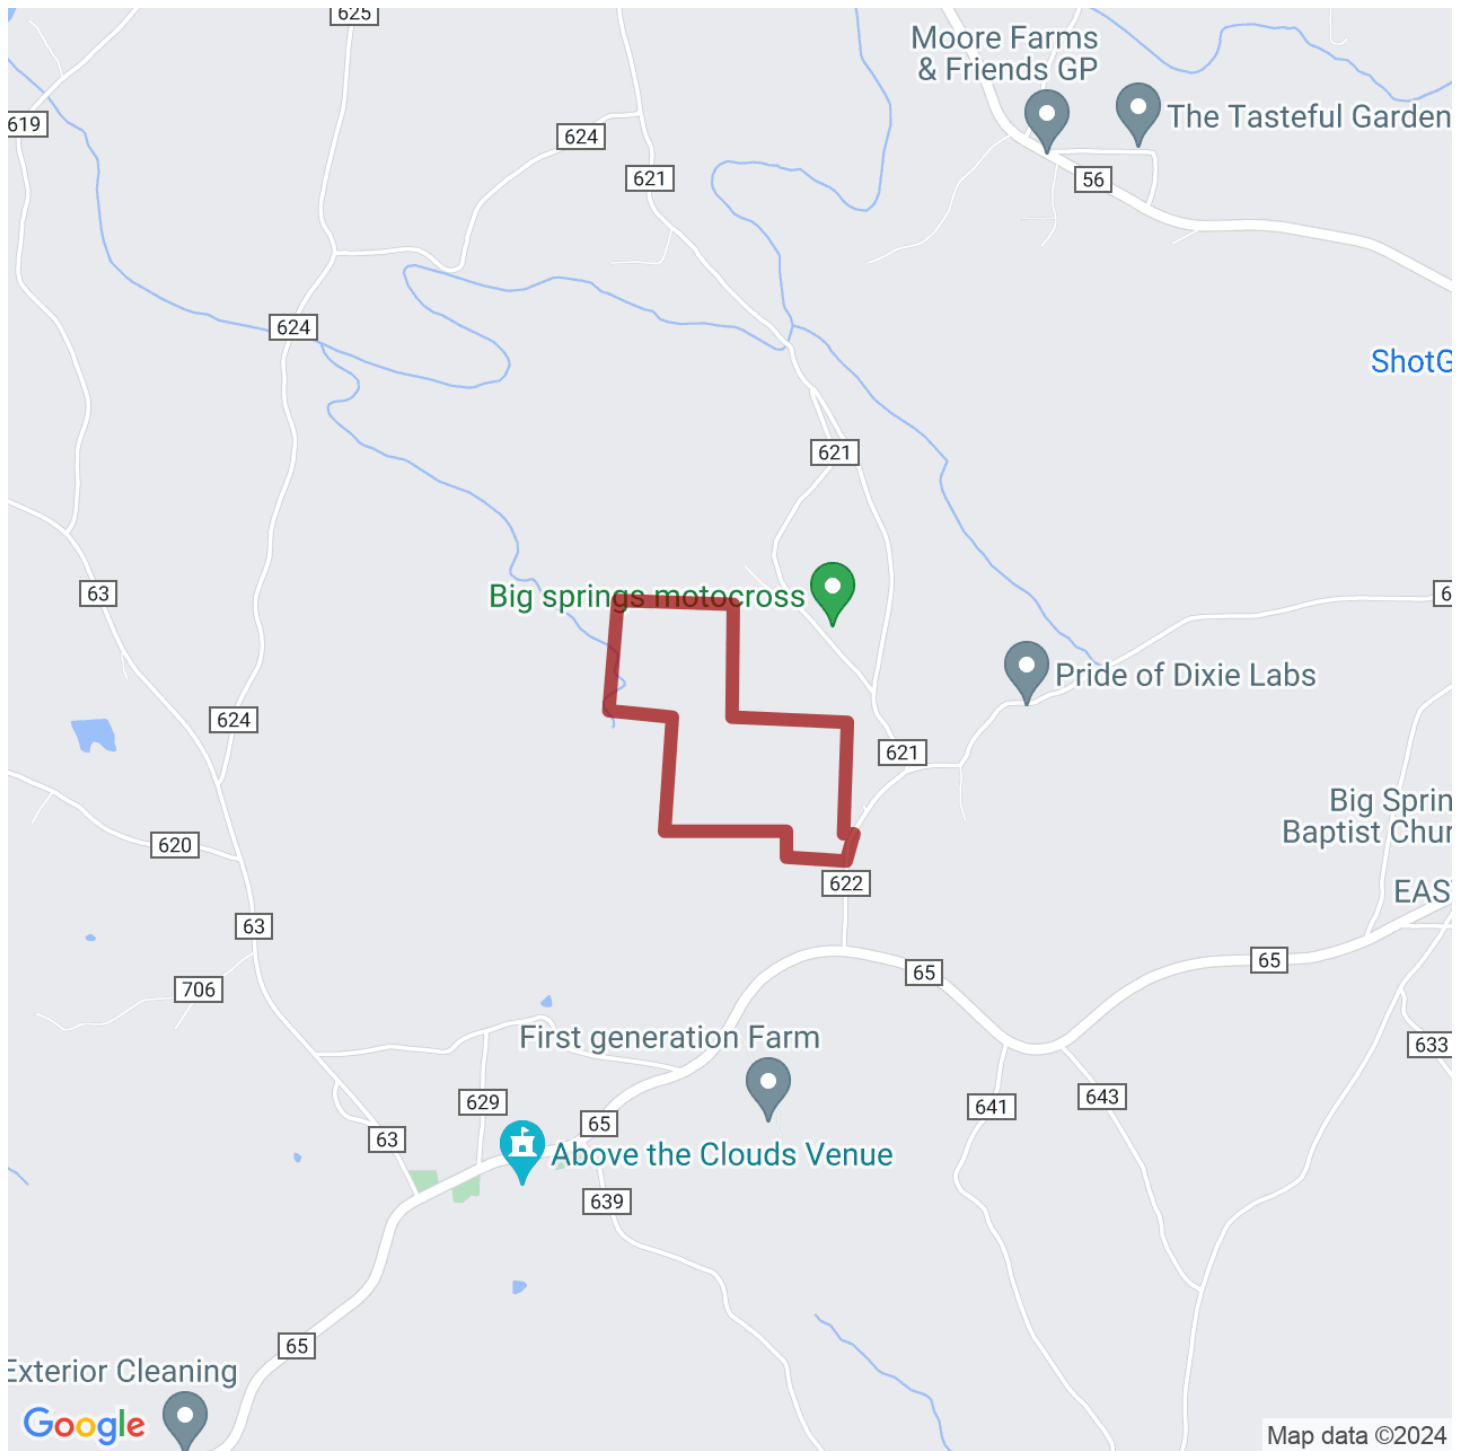 625
Moore Farms
& Friends GP
619
The Tasteful Garden
624
621
56
624
ShotG
621
63
Big springs motocross
6
Pride of Dixie Labs
624
621
Big Sprin
Baptist Chur
620
622
EAS
63
65
65
706
First generation Farm
633
629
641
643
65
63
Above the Clouds Venue
639
65
Exterior Cleaning
Google
Map data ©2024